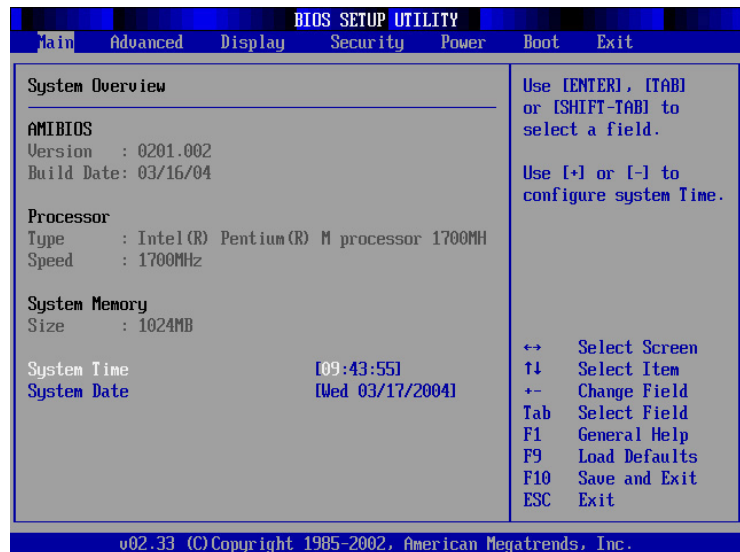 BIOS SETUP UTILITY
Main Advanced Display Security Power Boot Exit
System Overview
AMIBIOS
Version : 0201.002
Build Date: 03/16/04
Processor
Type : Intel(R) Pentium(R) M processor 1700MH
Speed : 1700MHz
System Memory
Size : 1024MB
System Time [09:43:55]
System Date [Wed 03/17/2004]
Use [ENTER], [TAB]
or [SHIFT-TAB] to
select a field.
Use [+] or [-] to
configure system Time.
↔ Select Screen
↑↓ Select Item
+- Change Field
Tab Select Field
F1 General Help
F9 Load Defaults
F10 Save and Exit
ESC Exit
v02.33 (C)Copyright 1985-2002, American Megatrends, Inc.